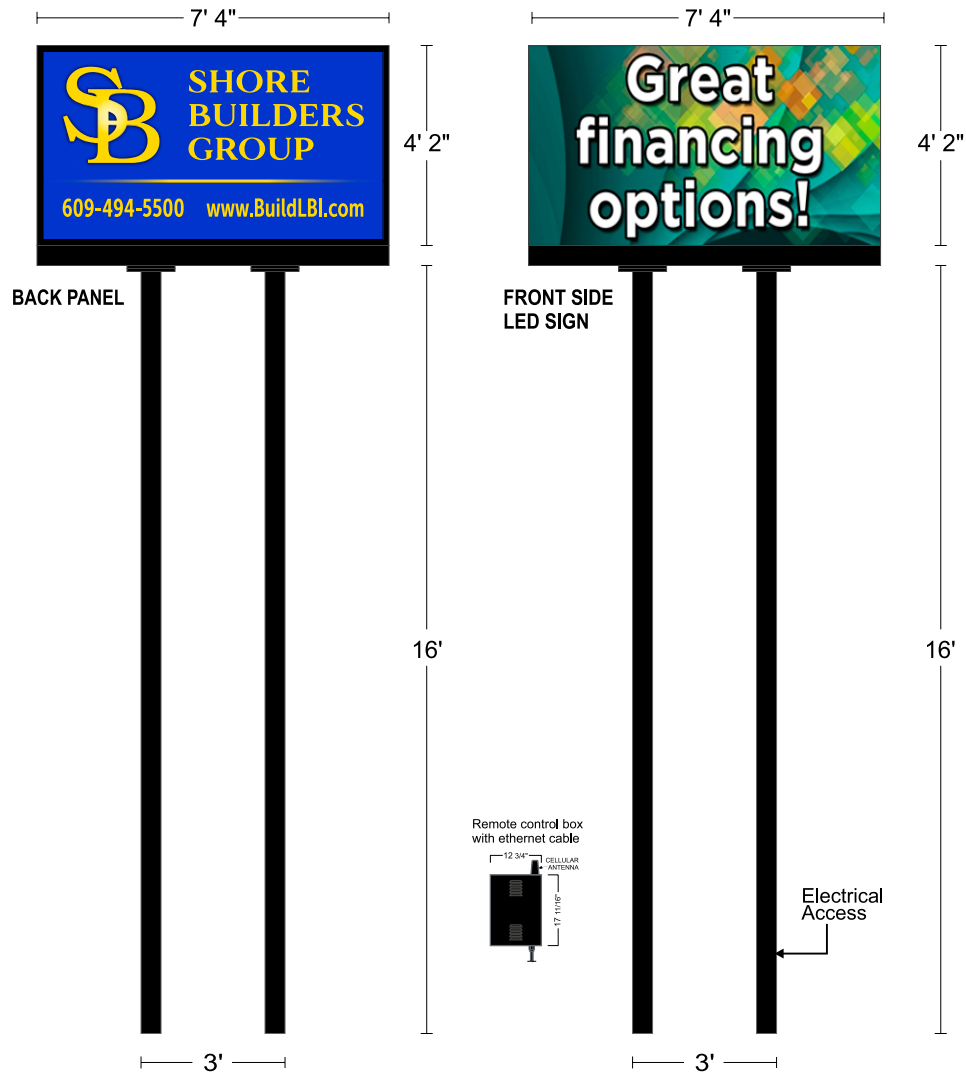 7' 4"
SB
SHORE
BUILDERS
GROUP
609-494-5500 www.BuildLBI.com
4' 2"
BACK PANEL
16'
3'
7' 4"
Great
financing
options!
4' 2"
FRONT SIDE
LED SIGN
16'
Remote control box
with ethernet cable
12 3/4"
CELLULAR
ANTENNA
17 11/16"
Electrical
Access
3'